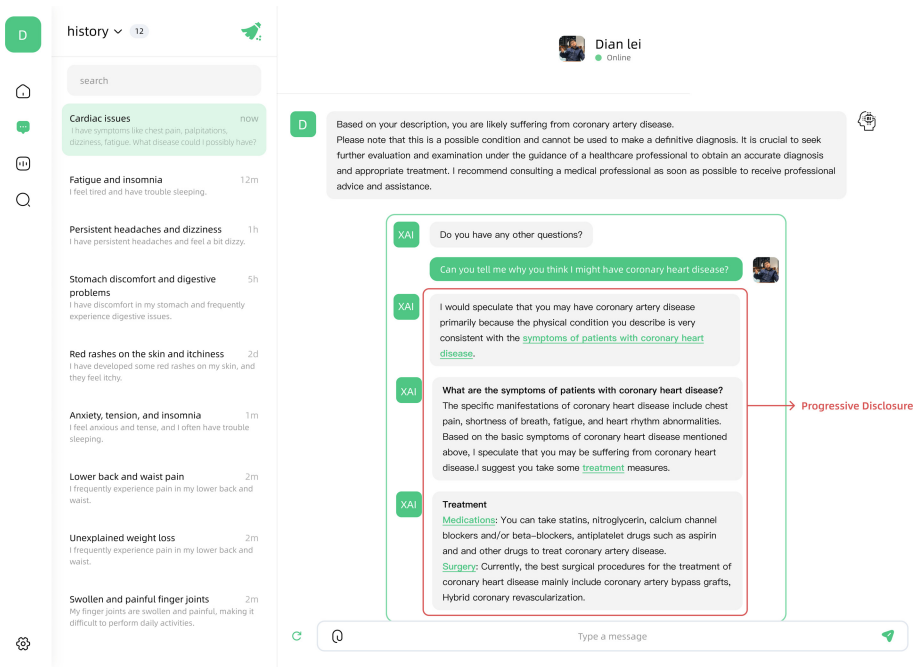 D
history
12
search
Cardiac issues
now
I have symptoms like chest pain, palpitations,
dizziness, fatigue. What disease could I possibly have?
Fatigue and insomnia
12m
I feel tired and have trouble sleeping.
Persistent headaches and dizziness
1h
I have persistent headaches and feel a bit dizzy.
Stomach discomfort and digestive
5h
problems
I have discomfort in my stomach and frequently
experience digestive issues.
Red rashes on the skin and itchiness
2d
I have developed some red rashes on my skin, and
they feel itchy.
Anxiety, tension, and insomnia
1m
I feel anxious and tense, and I often have trouble
sleeping.
Lower back and waist pain
2m
I frequently experience pain in my lower back and
waist.
Unexplained weight loss
2m
I frequently experience pain in my lower back and
waist.
Swollen and painful finger joints
2m
My finger joints are swollen and painful, making it
difficult to perform daily activities.
Dian lei
Online
D
Based on your description, you are likely suffering from coronary artery disease.
Please note that this is a possible condition and cannot be used to make a definitive diagnosis. It is crucial to seek
further evaluation and examination under the guidance of a healthcare professional to obtain an accurate diagnosis
and appropriate treatment. I recommend consulting a medical professional as soon as possible to receive professional
advice and assistance.
XAI
Do you have any other questions?
Can you tell me why you think I might have coronary heart disease?
XAI
I would speculate that you may have coronary artery disease
primarily because the physical condition you describe is very
consistent with the symptoms of patients with coronary heart
disease.
XAI
What are the symptoms of patients with coronary heart disease?
The specific manifestations of coronary heart disease include chest
pain, shortness of breath, fatigue, and heart rhythm abnormalities.
Based on the basic symptoms of coronary heart disease mentioned
above, I speculate that you may be suffering from coronary heart
disease.I suggest you take some treatment measures.
Progressive Disclosure
XAI
Treatment
Medications: You can take statins, nitroglycerin, calcium channel
blockers and/or beta-blockers, antiplatelet drugs such as aspirin
and and other drugs to treat coronary artery disease.
Surgery: Currently, the best surgical procedures for the treatment of
coronary heart disease mainly include coronary artery bypass grafts,
Hybrid coronary revascularization.
Type a message